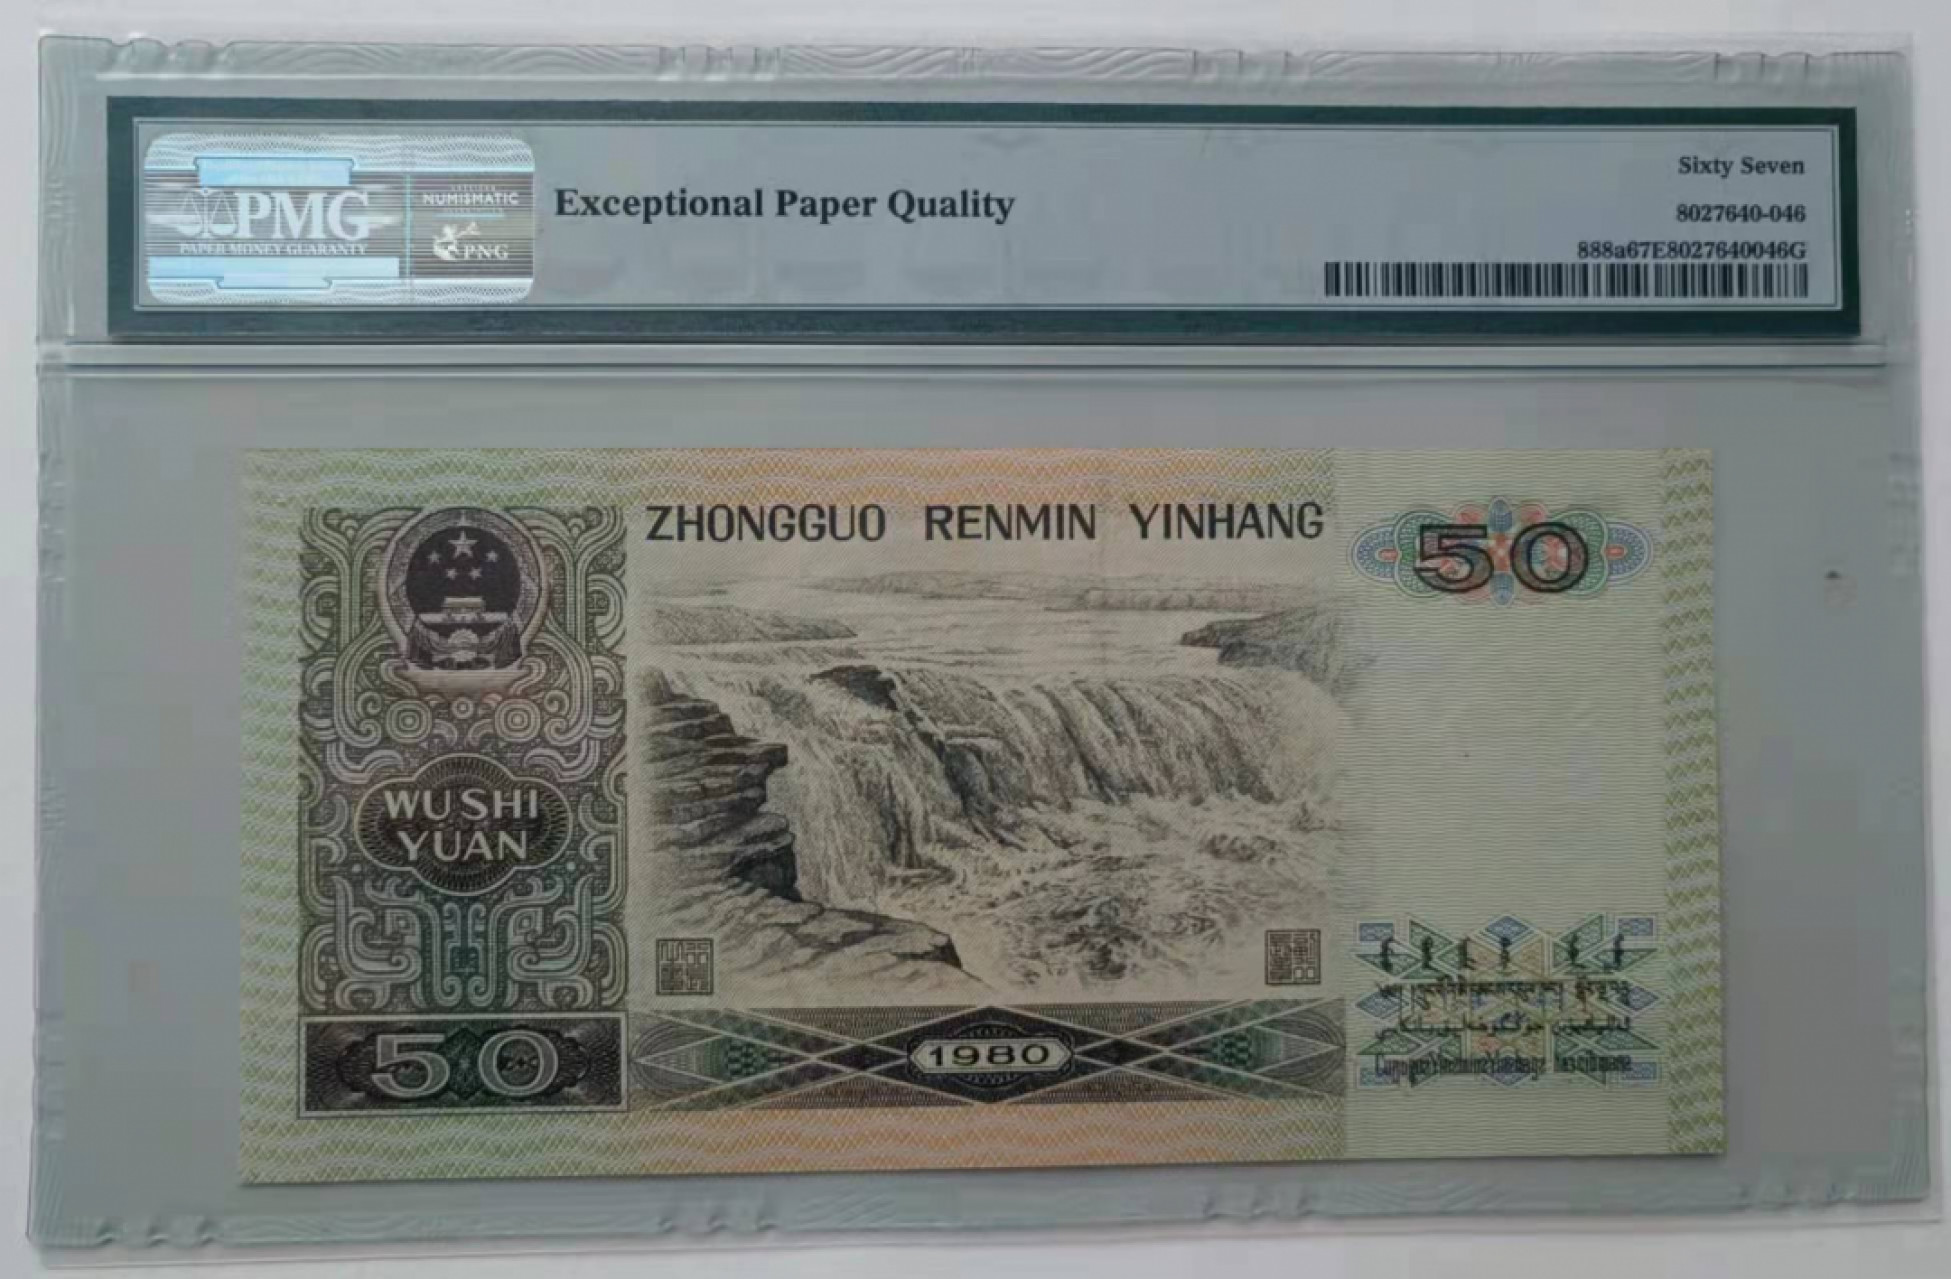 PMG
PAPER MONEY GUARANTY
NUMISMATIC
PNG
Exceptional Paper Quality
Sixty Seven
8027640-046
888a67E8027640046G
ZHONGGUO RENMIN YINHANG
50
WU SHI
YUAN
50
1980